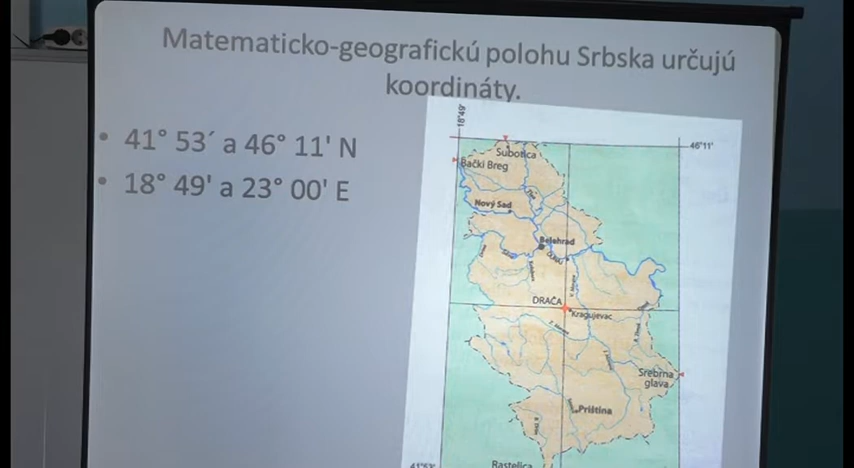 Matematicko-geografickú polohu Srbska určujú
koordináty.
• 41° 53´ a 46° 11' N
• 18° 49' a 23° 00' E
18°49'
46°11'
Subotica
Bački Breg
Nový Sad
Belehrad
DRAČA
Kragujevac
Srebrna
glava
Priština
41°53'
Rastelica